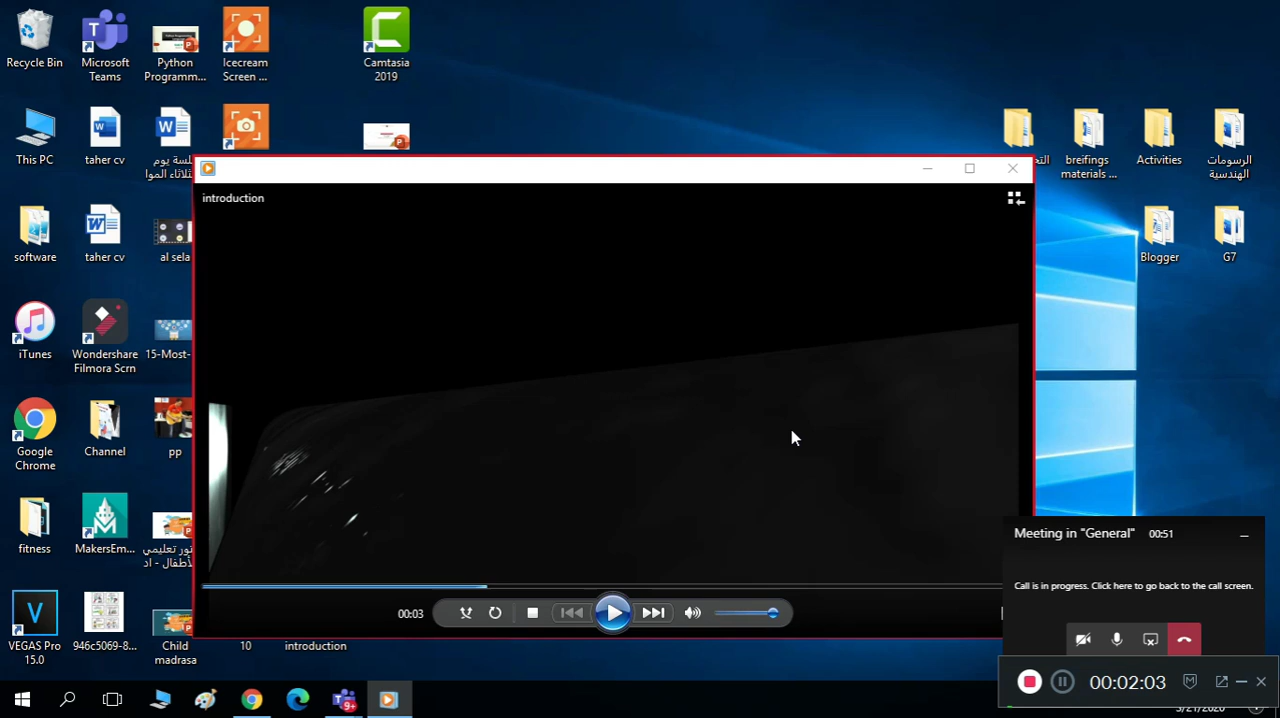 Recycle Bin
Microsoft
Teams
Python
Programm...
Icecream
Screen ...
Camtasia
2019
This PC
taher cv
لسة يوم
ثلاثاء الموا
breifings
materials ...
Activities
الرسومات
الهندسية
software
taher cv
al sela
Blogger
G7
introduction
iTunes
Wondershare
Filmora Scrn
15-Most-
Google
Chrome
Channel
pp
fitness
MakersEm...
نور تعليمي
لأطفال - اد
VEGAS Pro
15.0
946c5069-8...
Child
madrasa
10
introduction
00:03
Meeting in "General" 00:51
Call is in progress. Click here to go back to the call screen.
00:02:03
9+